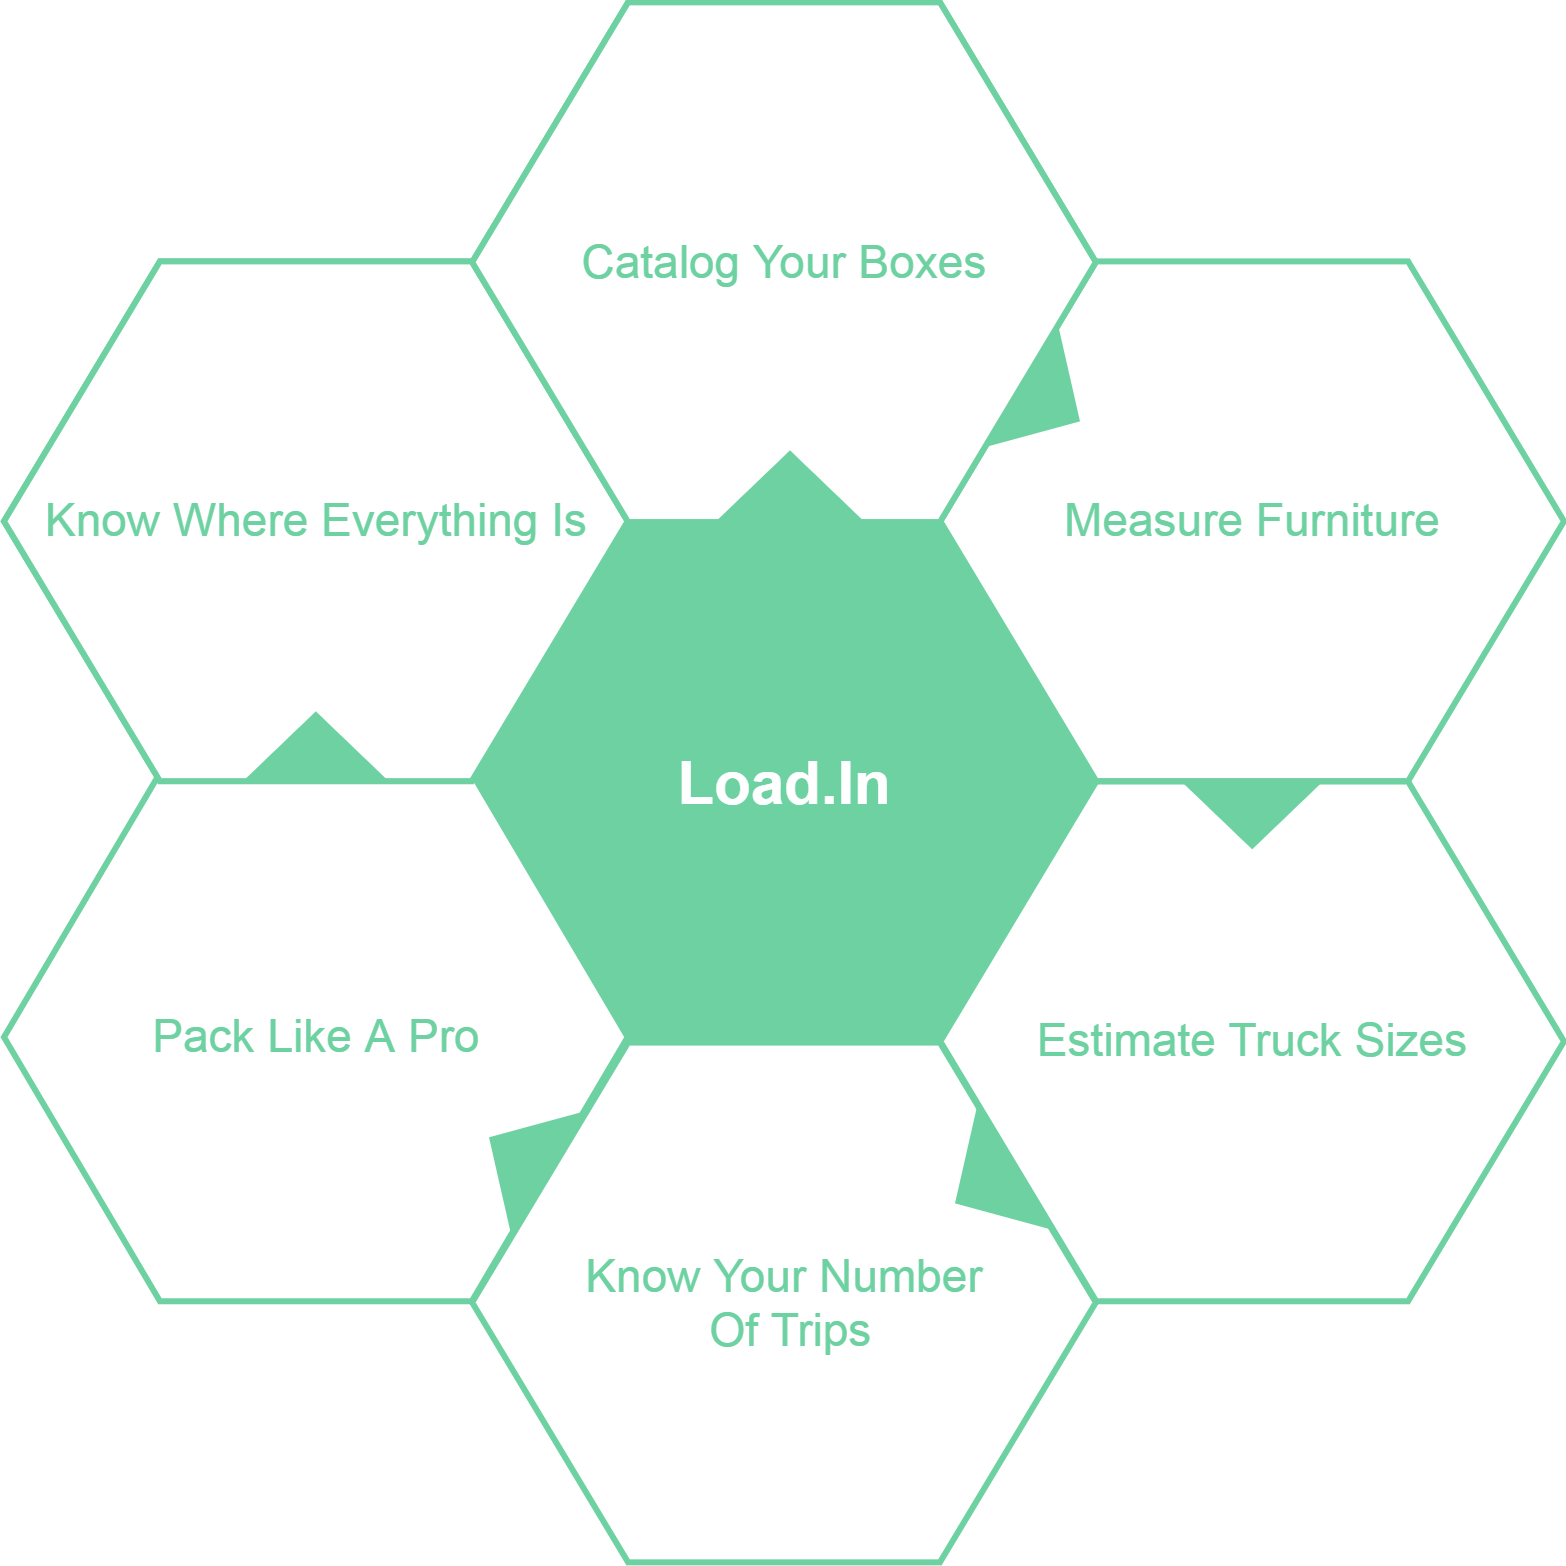 Catalog Your Boxes
Know Where Everything Is
Measure Furniture
Load.In
Pack Like A Pro
Estimate Truck Sizes
Know Your Number
Of Trips